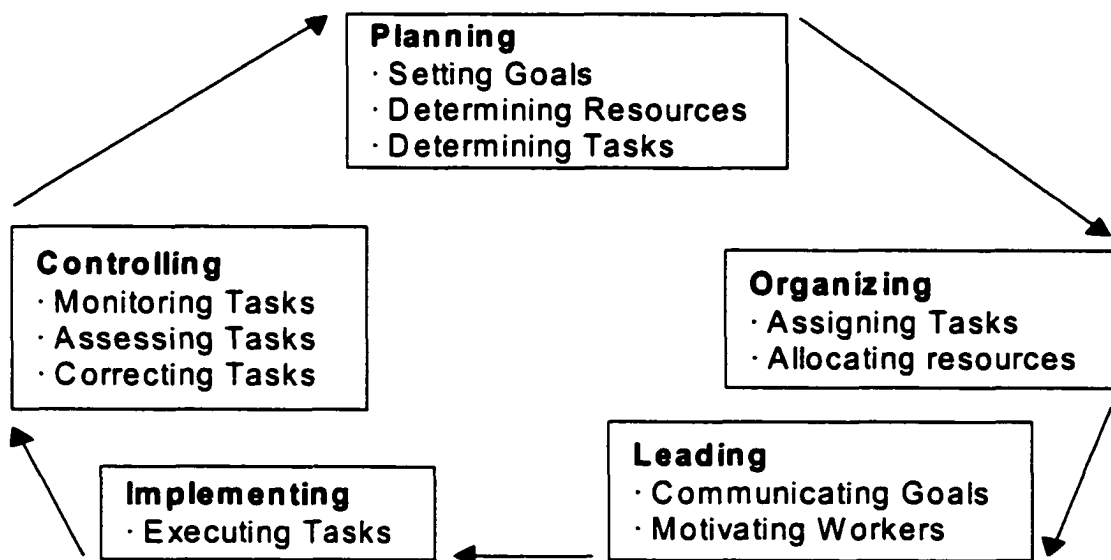 Planning
· Setting Goals
· Determining Resources
· Determining Tasks
Organizing
· Assigning Tasks
· Allocating resources
Leading
· Communicating Goals
· Motivating Workers
Implementing
· Executing Tasks
Controlling
· Monitoring Tasks
· Assessing Tasks
· Correcting Tasks